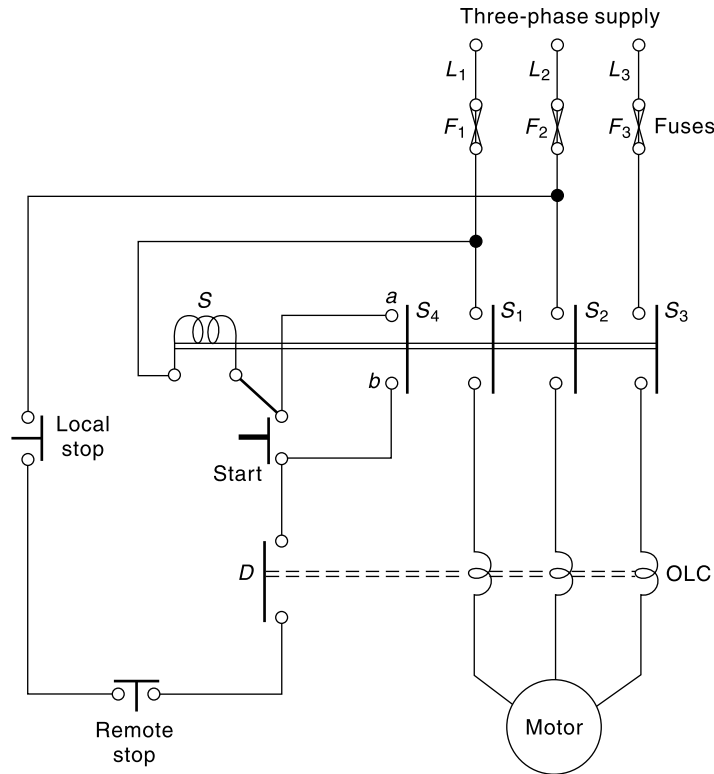 Three-phase supply
L1 L2 L3
F1 F2 F3 Fuses
S
a
S4 S1 S2 S3
b
Local
stop
Start
D
OLC
Remote
stop
Motor